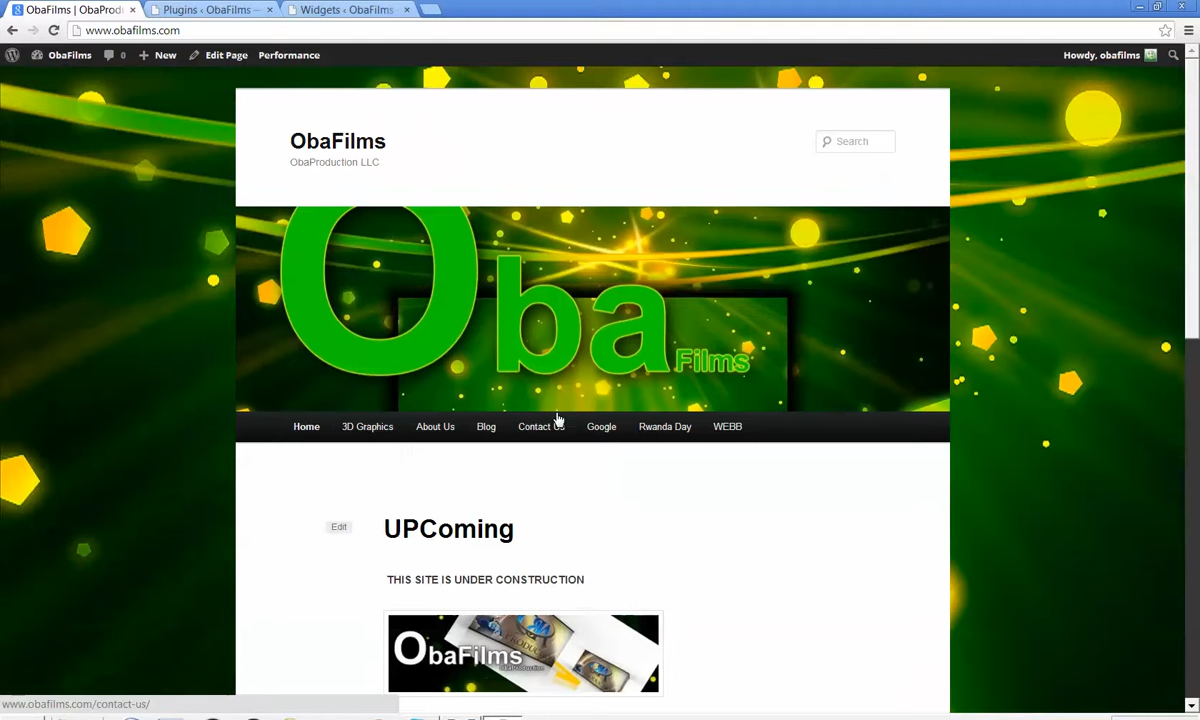 ObaFilms | ObaProdu
Plugins ‹ ObaFilms —
Widgets ‹ ObaFilms
www.obafilms.com
ObaFilms
0
New
Edit Page
Performance
Howdy, obafilms
ObaFilms
ObaProduction LLC
Search
Oba Films
Home
3D Graphics
About Us
Blog
Contact Us
Google
Rwanda Day
WEBB
Edit
UPComing
THIS SITE IS UNDER CONSTRUCTION
ObaFilms
www.obafilms.com/contact-us/